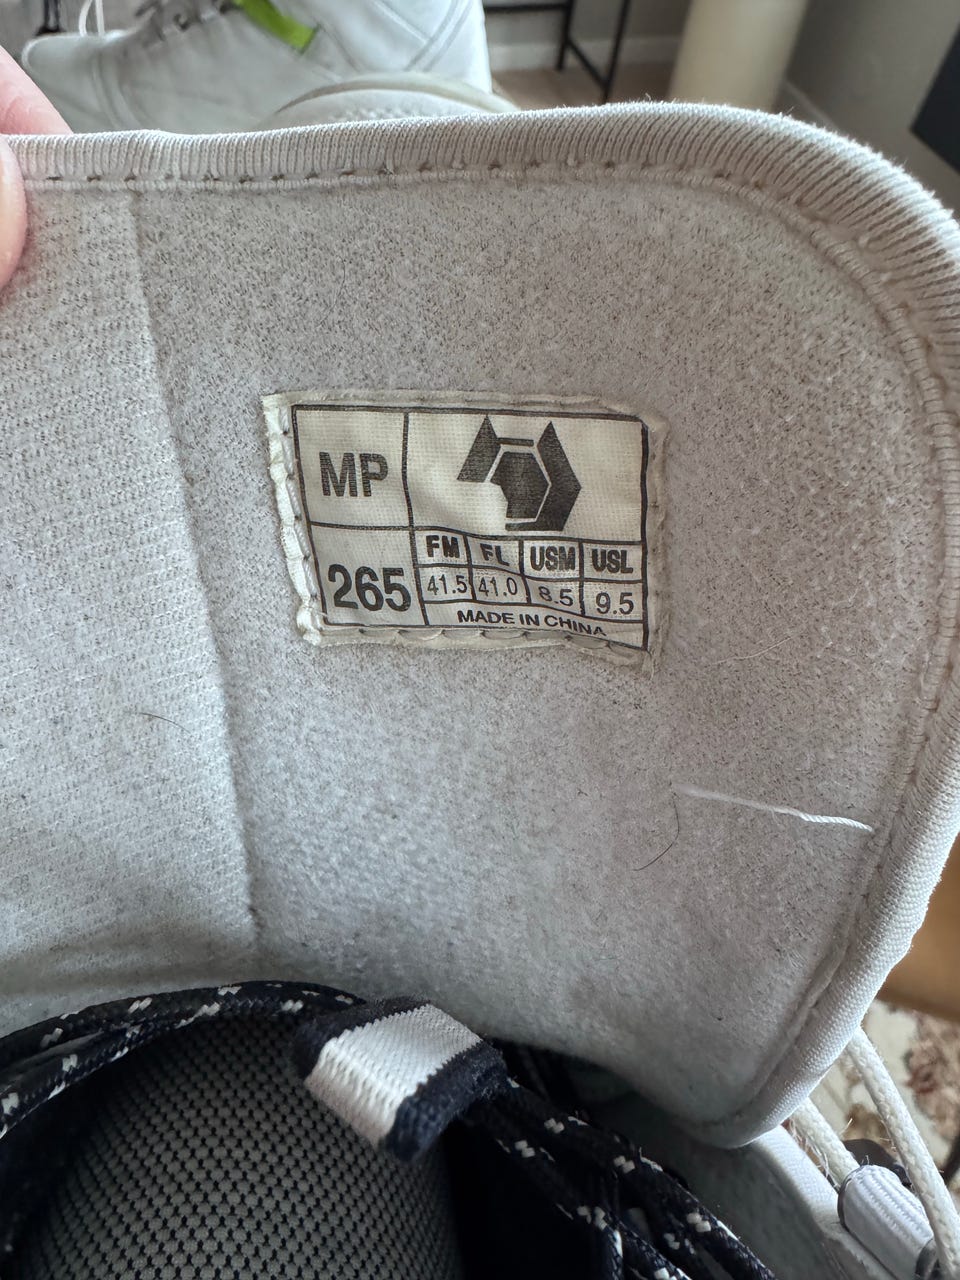 MP
265
FM FL USM USL
41.5 41.0 8.5 9.5
MADE IN CHINA